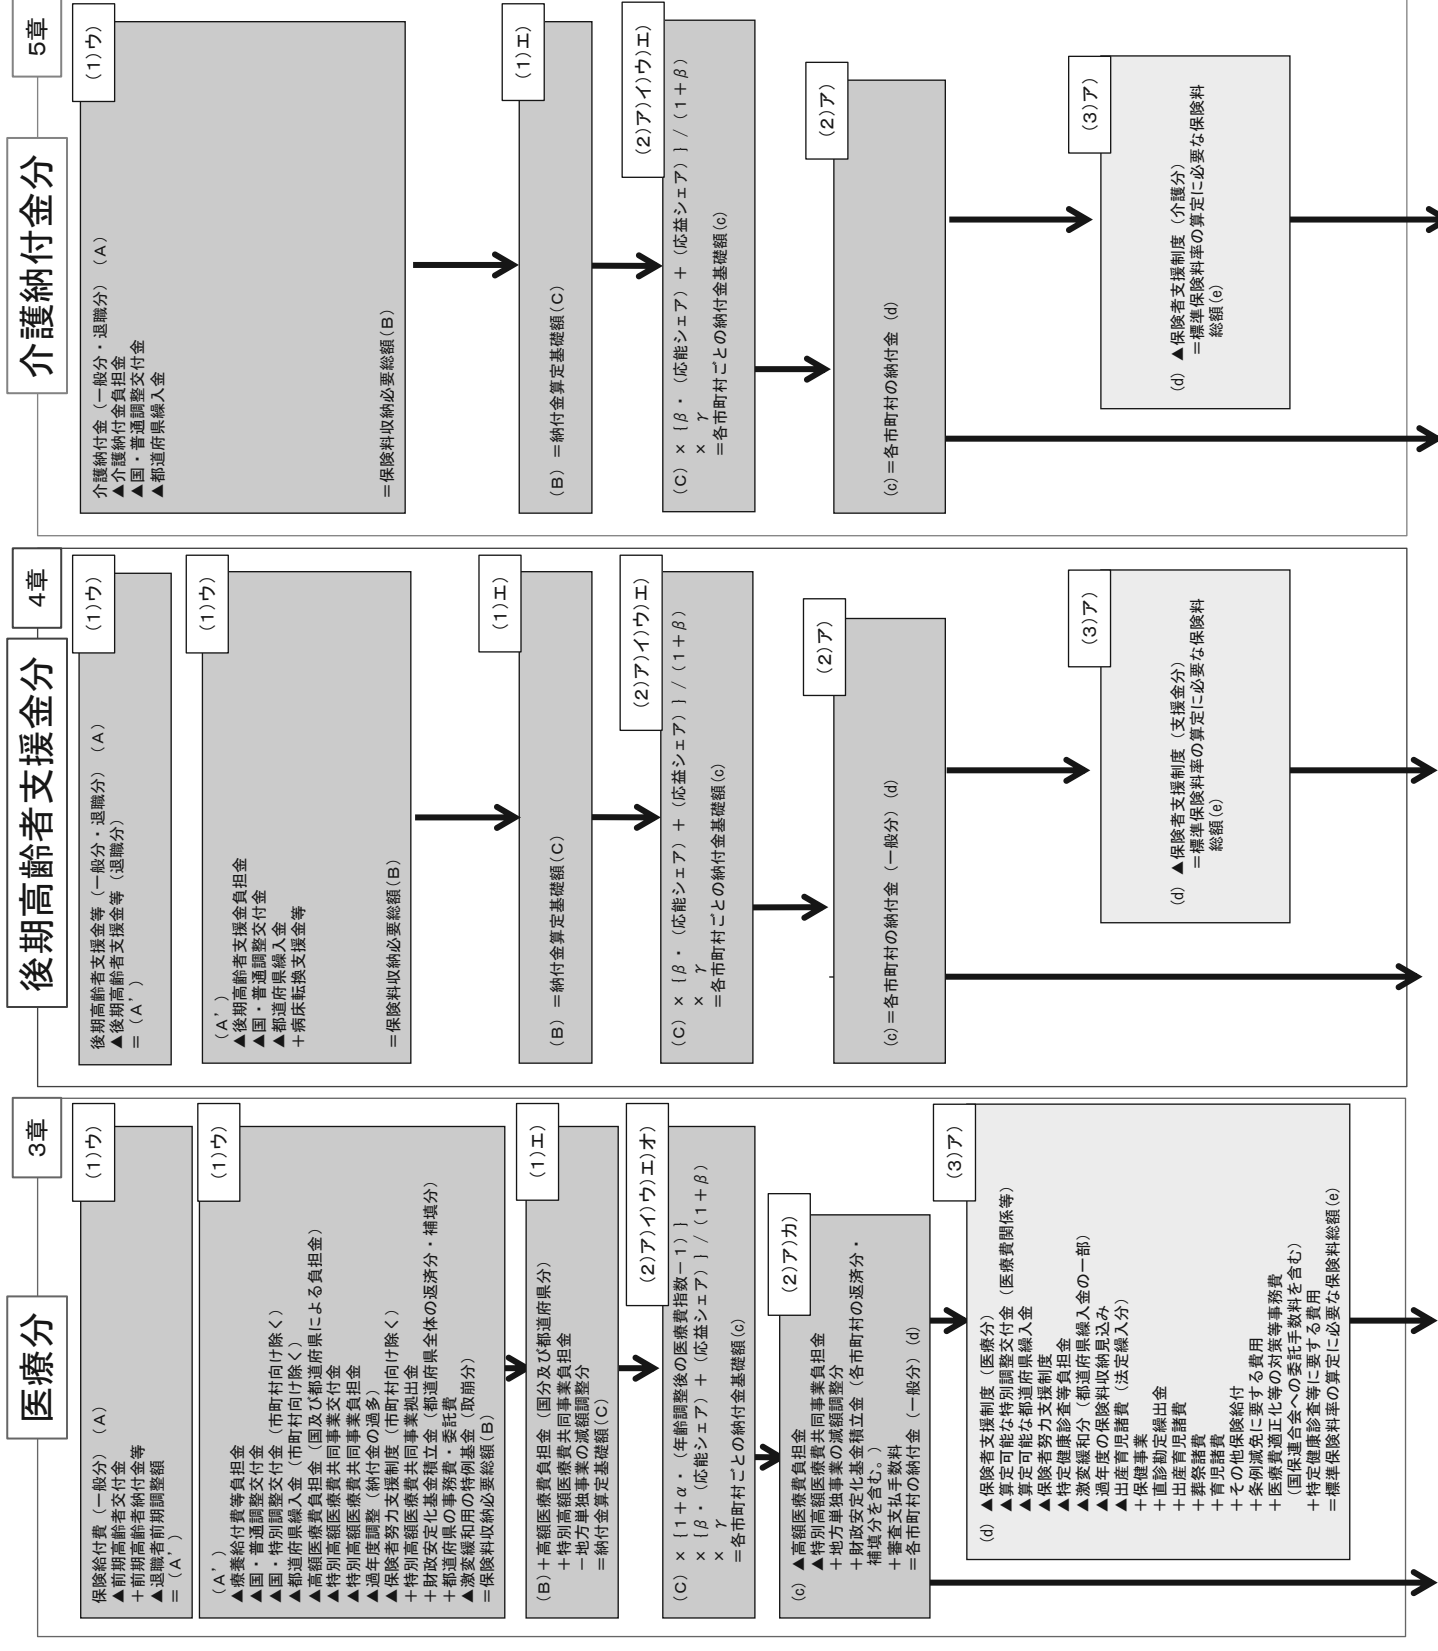 医療分
3章
(1)ウ)
保険給付費（一般分）（A）
▲前期高齢者交付金
＋前期高齢者納付金等
▲退職者前期調整額
＝（A’）
(1)ウ)
（A’）
▲療養給付費等負担金
▲国・普通調整交付金
▲国・特別調整交付金（市町村向け除く）
▲都道府県繰入金（市町村向け除く）
▲高額医療費負担金（国及び都道府県による負担金）
▲特別高額医療費共同事業交付金
▲特別高額医療費共同事業負担金
▲過年度調整（納付金の過多）
▲保険者努力支援制度（市町村向け除く）
＋特別高額医療費共同事業拠出金
＋財政安定化基金積立金（都道府県全体の返済分・補填分）
＋都道府県の事務費・委託費
▲激変緩和用の特例基金（取崩分）
＝保険料収納必要総額(B)
(1)エ)
(B)＋高額医療費負担金（国分及び都道府県分）
＋特別高額医療費共同事業負担金
－地方単独事業の減額調整分
＝納付金算定基礎額(C)
(2)ア)イ)ウ)エ)オ)
(C) × {1＋α・（年齢調整後の医療費指数－1）}
× {β・（応能シェア）＋（応益シェア）} /（1＋β）
× γ
＝各市町村ごとの納付金基礎額(c)
(2)ア)カ)
(c) ▲高額医療費負担金
▲特別高額医療費共同事業負担金
＋地方単独事業の減額調整分
＋財政安定化基金積立金（各市町村の返済分・
補填分を含む。）
＋審査支払手数料
＝各市町村の納付金（一般分）(d)
(3)ア)
(d) ▲保険者支援制度（医療分）
▲算定可能な特別調整交付金（医療費関係等）
▲算定可能な都道府県繰入金
▲保険者努力支援制度
▲特定健康診査等負担金
▲激変緩和分（都道府県繰入金の一部）
▲過年度の保険料収納見込み
▲出産育児諸費（法定繰入分）
＋保健事業
＋直診勘定繰出金
＋出産育児諸費
＋葬祭諸費
＋育児諸費
＋その他保険給付
＋条例減免に要する費用
＋医療費適正化等の対策等事務費
（国保連合会への委託手数料を含む）
＋特定健康診査等に要する費用
＝標準保険料率の算定に必要な保険料総額(e)
後期高齢者支援金分
4章
(1)ウ)
後期高齢者支援金等（一般分・退職分）（A）
▲後期高齢者支援金等（退職分）
＝（A’）
(1)ウ)
（A’）
▲後期高齢者支援金負担金
▲国・普通調整交付金
▲都道府県繰入金
＋病床転換支援金等
＝保険料収納必要総額(B)
(1)エ)
(B) ＝納付金算定基礎額(C)
(2)ア)イ)ウ)エ)
(C) × {β・（応能シェア）＋（応益シェア）} /（1＋β）
× γ
＝各市町村ごとの納付金基礎額(c)
(2)ア)
(c)＝各市町村の納付金（一般分）(d)
(3)ア)
(d) ▲保険者支援制度（支援金分）
＝標準保険料率の算定に必要な保険料
総額(e)
介護納付金分
5章
(1)ウ)
介護納付金（一般分・退職分）（A）
▲介護納付金負担金
▲国・普通調整交付金
▲都道府県繰入金
＝保険料収納必要総額(B)
(1)エ)
(B) ＝納付金算定基礎額(C)
(2)ア)イ)ウ)エ)
(C) × {β・（応能シェア）＋（応益シェア）} /（1＋β）
× γ
＝各市町村ごとの納付金基礎額(c)
(2)ア)
(c)＝各市町村の納付金 (d)
(3)ア)
(d) ▲保険者支援制度（介護分）
＝標準保険料率の算定に必要な保険料
総額(e)